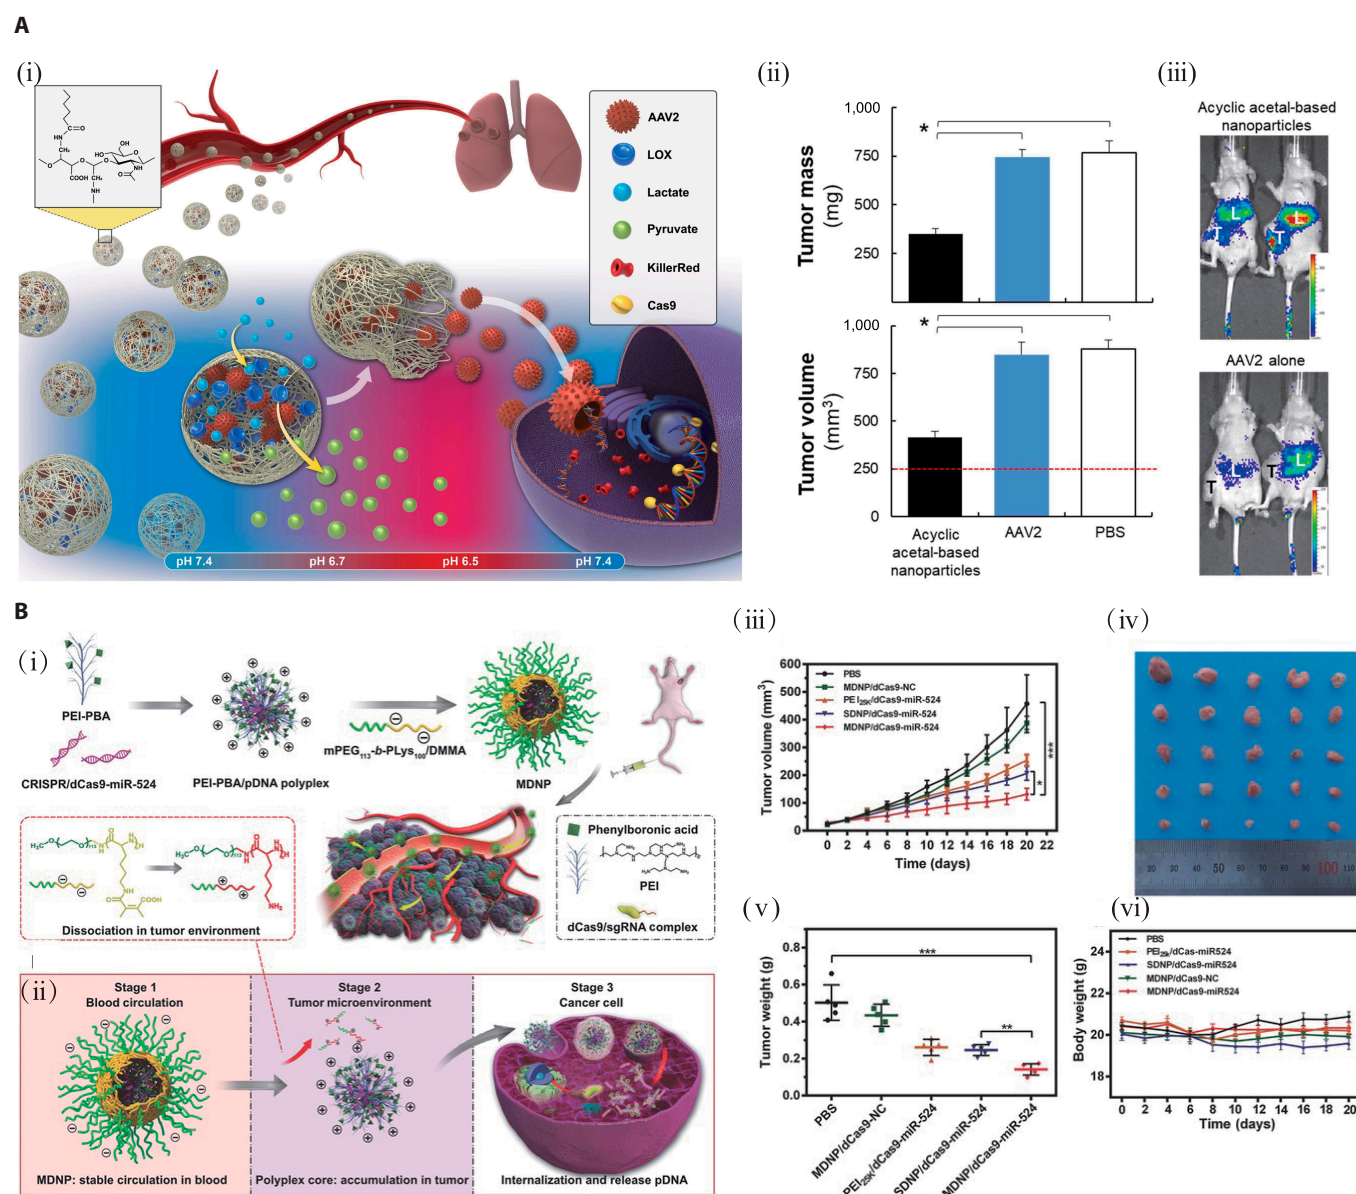 A
(i)
AAV2
LOX
Lactate
Pyruvate
KillerRed
Cas9
pH 7.4
pH 6.7
pH 6.5
pH 7.4
(ii)
Tumor mass
(mg)
1,000
750
500
250
*
Tumor volume
(mm³)
1,000
750
500
250
0
*
Acyclic
acetal-based
nanoparticles
AAV2
PBS
(iii)
Acyclic acetal-based
nanoparticles
L
T
L
T
AAV2 alone
L
T
L
T
B
(i)
PEI-PBA
CRISPR/dCas9-miR-524
PEI-PBA/pDNA polyplex
mPEG₁₁₃-b-PLys₁₀₀/DMMA
MDNP
Dissociation in tumor environment
Phenylboronic acid
PEI
dCas9/sgRNA complex
(ii)
Stage 1
Blood circulation
MDNP: stable circulation in blood
Stage 2
Tumor microenvironment
Polyplex core: accumulation in tumor
Stage 3
Cancer cell
Internalization and release pDNA
(iii)
Tumor volume (mm³)
600
500
400
300
200
100
0
PBS
MDNP/dCas9-NC
PEI₂₅ₖ/dCas9-miR-524
SDNP/dCas9-miR-524
MDNP/dCas9-miR-524
***
*
0 2 4 6 8 10 12 14 16 18 20 22
Time (days)
(iv)
20 30 40 50 60 70 80 90 100 110
(v)
Tumor weight (g)
0.8
0.6
0.4
0.2
0.0
***
**
PBS
MDNP/dCas9-NC
PEI₂₅ₖ/dCas9-miR-524
SDNP/dCas9-miR-524
MDNP/dCas9-miR-524
(vi)
Body weight (g)
24
22
20
18
PBS
PEI₂₅ₖ/dCas-miR524
SDNP/dCas9-miR524
MDNP/dCas9-NC
MDNP/dCas9-miR524
0 2 4 6 8 10 12 14 16 18 20
Time (days)